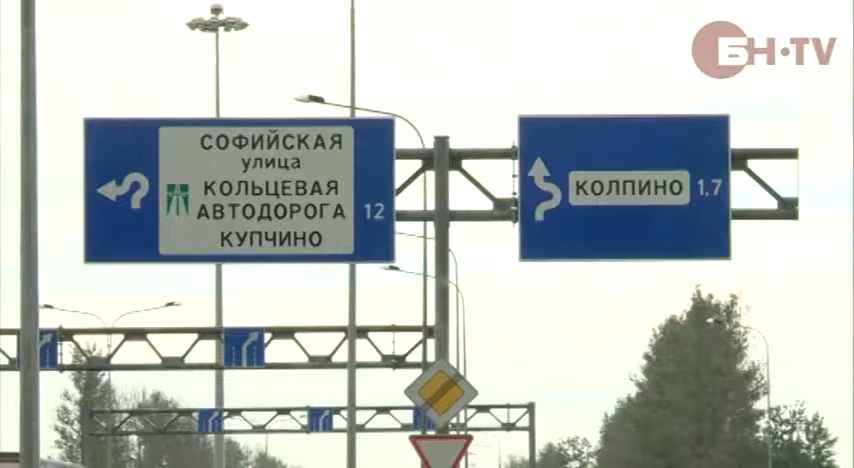 БН·TV
СОФИЙСКАЯ
улица
КОЛЬЦЕВАЯ
АВТОДОРОГА
КУПЧИНО
12
КОЛПИНО
1,7